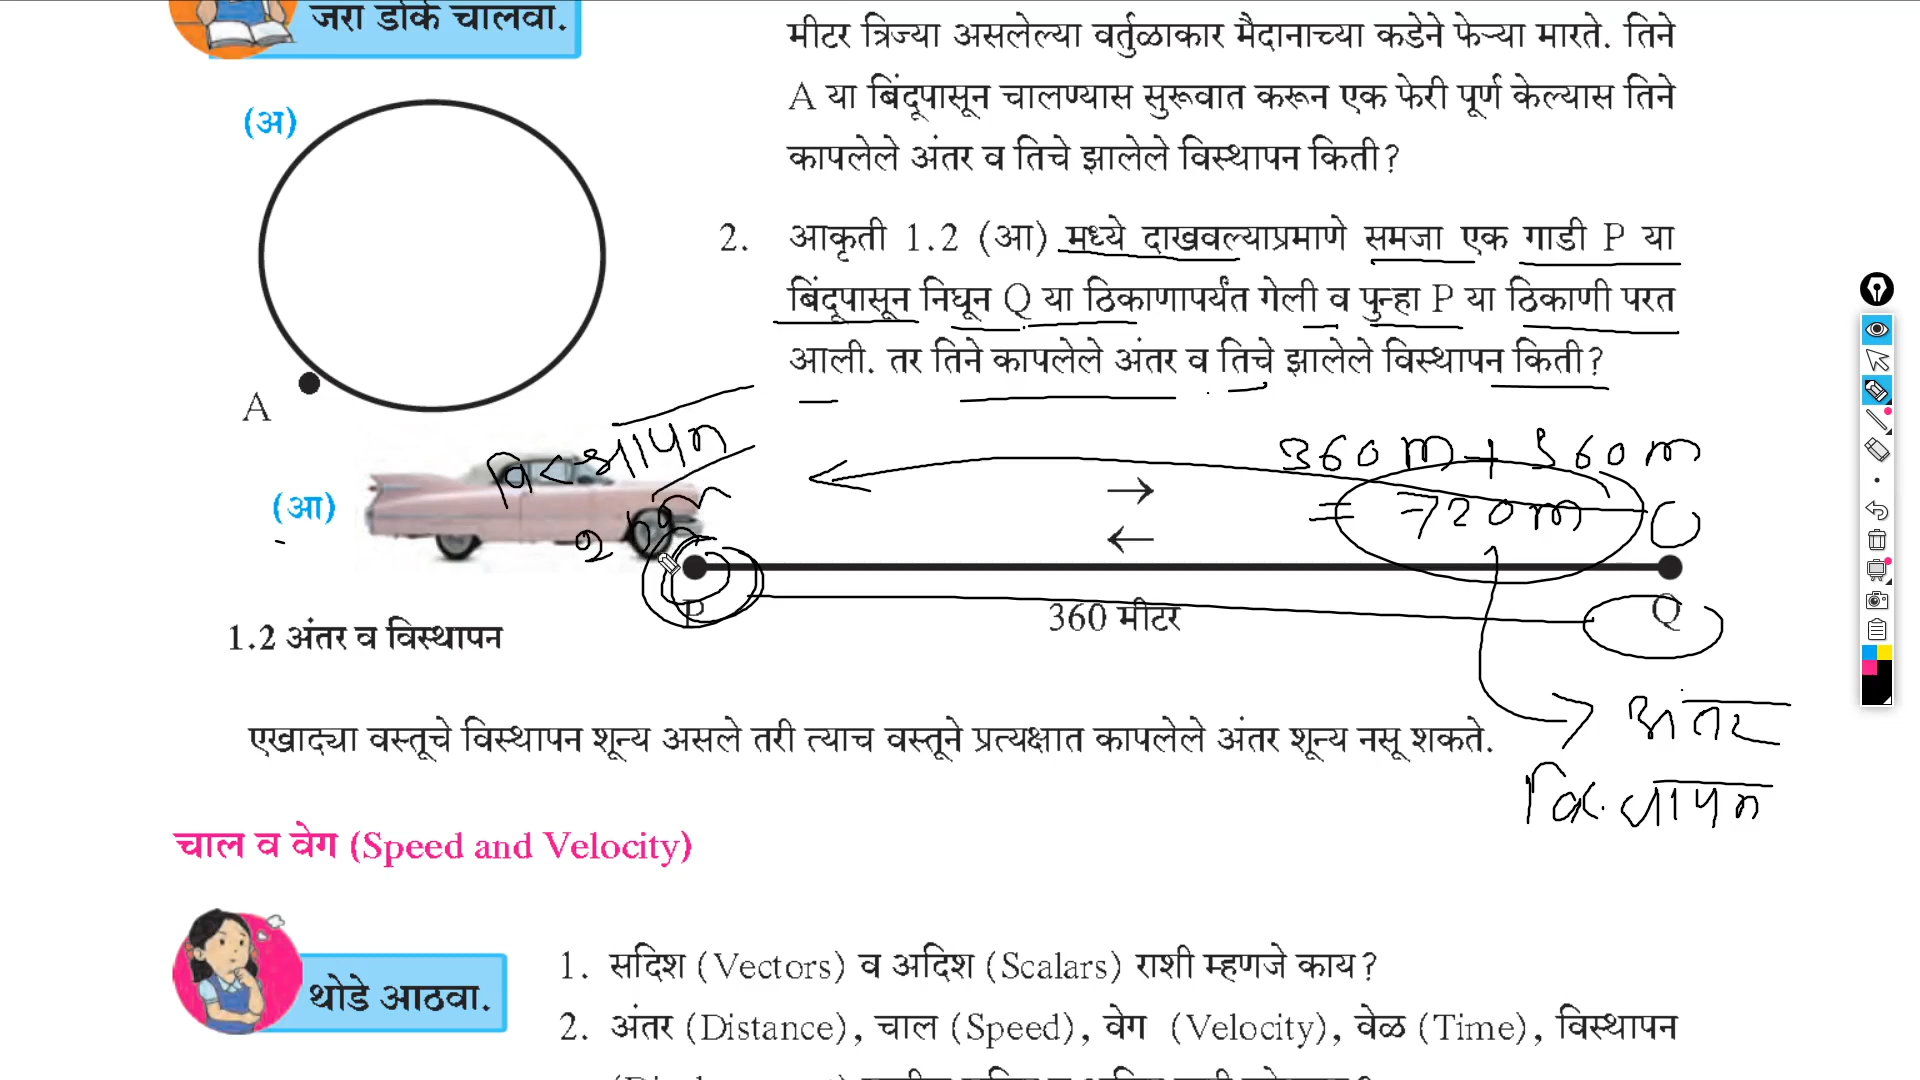 जरा डोके चालवा.
मीटर त्रिज्या असलेल्या वर्तुळाकार मैदानाच्या कडेने फेऱ्या मारते. तिने
A या बिंदूपासून चालण्यास सुरूवात करून एक फेरी पूर्ण केल्यास तिने
कापलेले अंतर व तिचे झालेले विस्थापन किती?
(अ)
A
2. आकृती 1.2 (आ) मध्ये दाखवल्याप्रमाणे समजा एक गाडी P या
बिंदूपासून निघून Q या ठिकाणापर्यंत गेली व पुन्हा P या ठिकाणी परत
आली. तर तिने कापलेले अंतर व तिचे झालेले विस्थापन किती?
360 m + 360 m
= 720 m
(आ)
P
360 मीटर
Q
1.2 अंतर व विस्थापन
अंतर
एखाद्या वस्तूचे विस्थापन शून्य असले तरी त्याच वस्तूने प्रत्यक्षात कापलेले अंतर शून्य नसू शकते.
चाल व वेग (Speed and Velocity)
थोडे आठवा.
1. सदिश (Vectors) व अदिश (Scalars) राशी म्हणजे काय?
2. अंतर (Distance), चाल (Speed), वेग (Velocity), वेळ (Time), विस्थापन